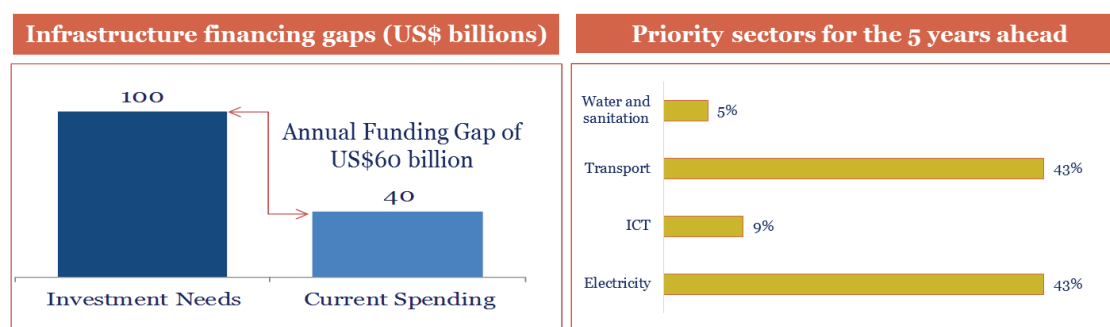 Infrastructure financing gaps (US$ billions)
100
Annual Funding Gap of
US$60 billion
40
Investment Needs
Current Spending
Priority sectors for the 5 years ahead
Water and
sanitation
5%
Transport
43%
ICT
9%
Electricity
43%